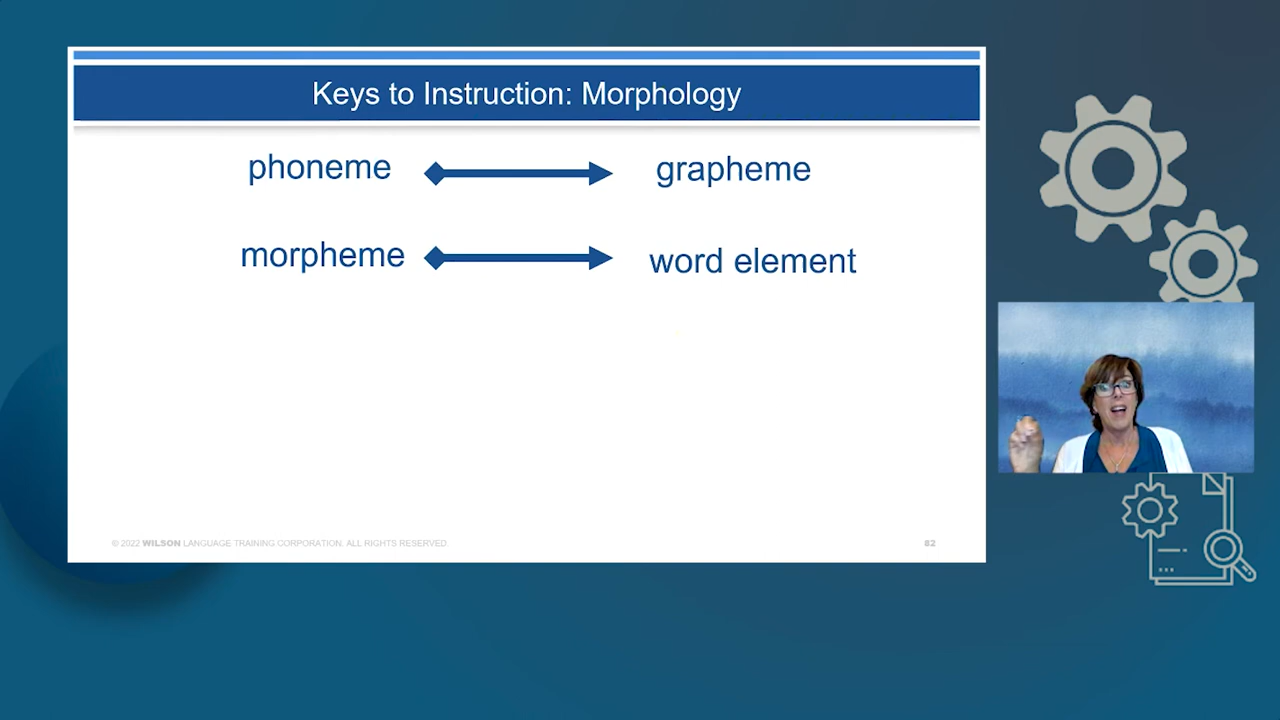 Keys to Instruction: Morphology
phoneme grapheme
morpheme word element
© 2022 WILSON LANGUAGE TRAINING CORPORATION. ALL RIGHTS RESERVED. 82